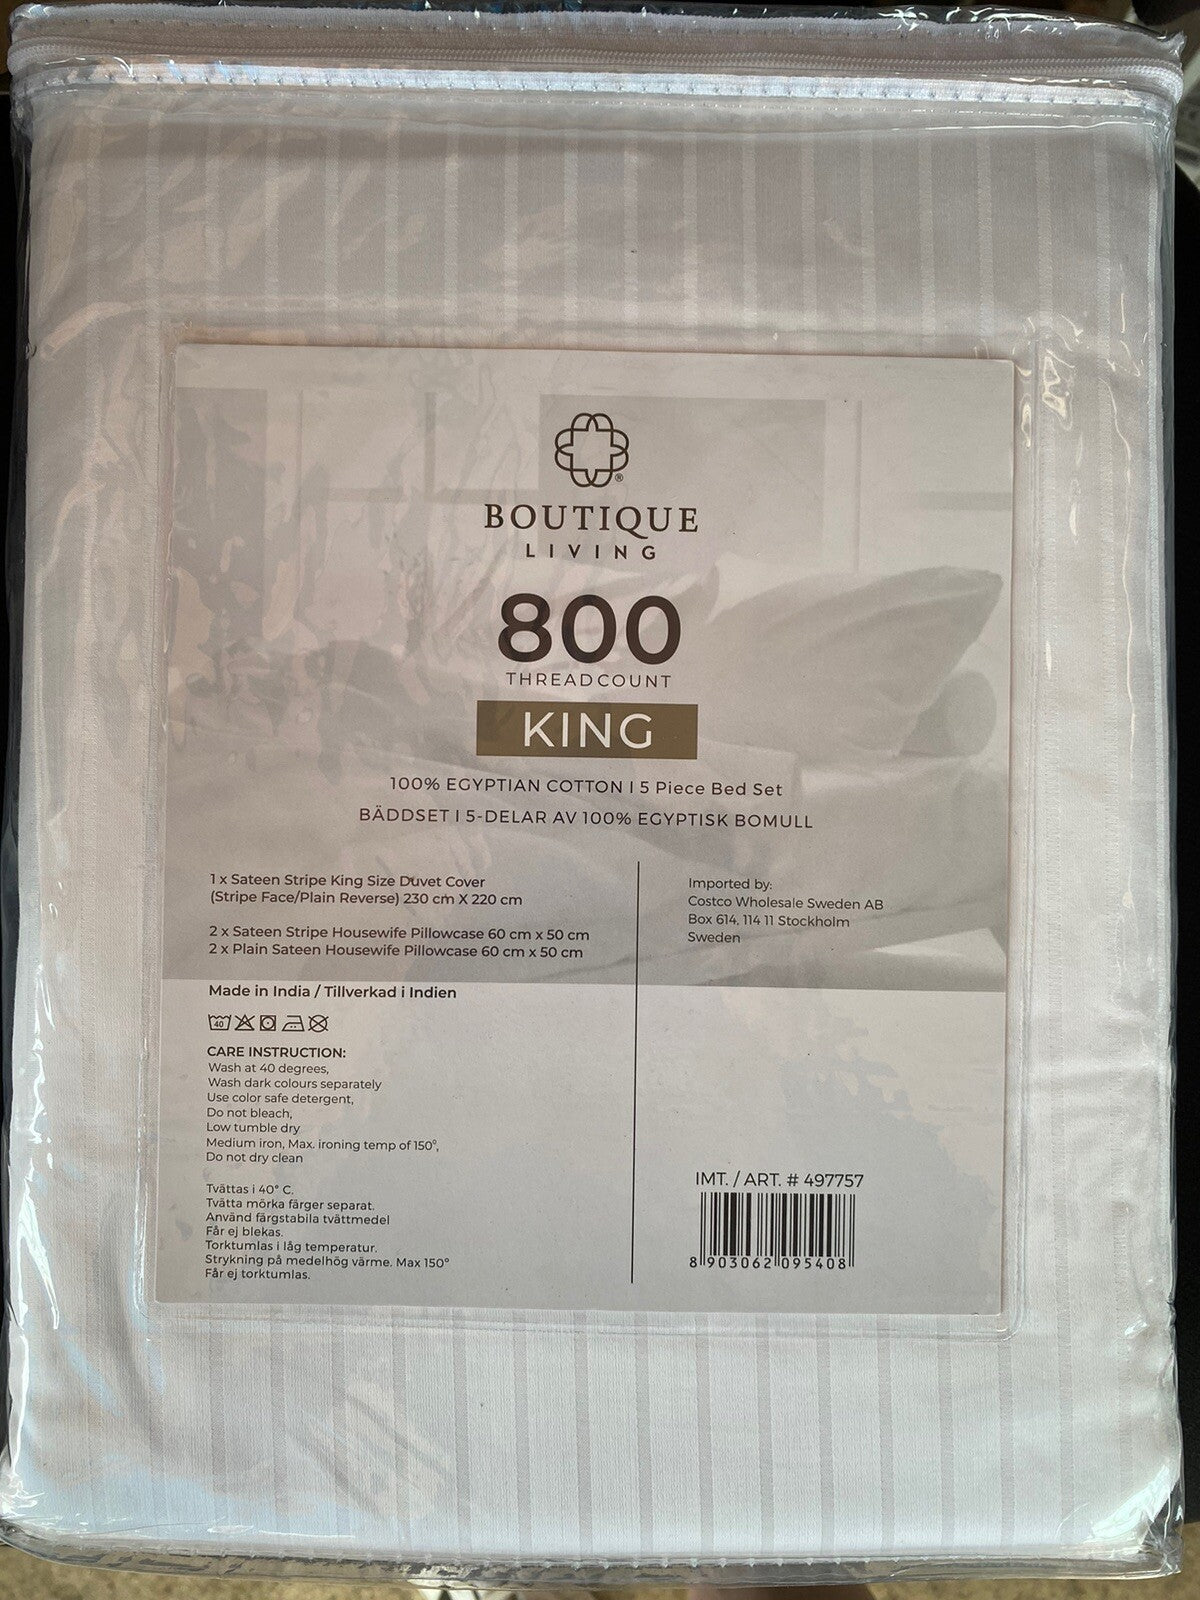 ®
BOUTIQUE
LIVING
800
THREADCOUNT
KING
100% EGYPTIAN COTTON I 5 Piece Bed Set
BÄDDSET I 5-DELAR AV 100% EGYPTISK BOMULL
1 x Sateen Stripe King Size Duvet Cover
(Stripe Face/Plain Reverse) 230 cm X 220 cm
2 x Sateen Stripe Housewife Pillowcase 60 cm x 50 cm
2 x Plain Sateen Housewife Pillowcase 60 cm x 50 cm
Made in India / Tillverkad i Indien
40
CARE INSTRUCTION:
Wash at 40 degrees,
Wash dark colours separately
Use color safe detergent,
Do not bleach,
Low tumble dry
Medium iron, Max. ironing temp of 150°,
Do not dry clean
Tvättas i 40° C.
Tvätta mörka färger separat.
Använd färgstabila tvättmedel
Får ej blekas.
Torktumlas i låg temperatur.
Strykning på medelhög värme. Max 150°
Får ej torktumlas.
Imported by:
Costco Wholesale Sweden AB
Box 614, 114 11 Stockholm
Sweden
IMT. / ART. # 497757
8 903062 095408